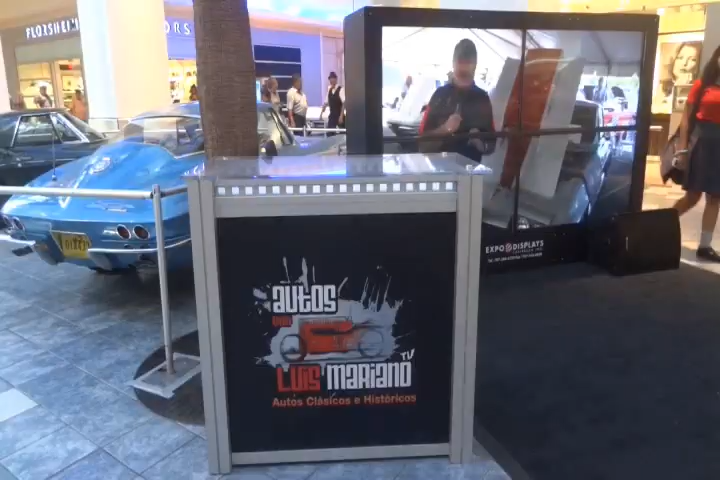 FLORSHEIM
EXPO DISPLAYS
AUTOS
LUIS MARIANO TV
Autos Clásicos e Históricos